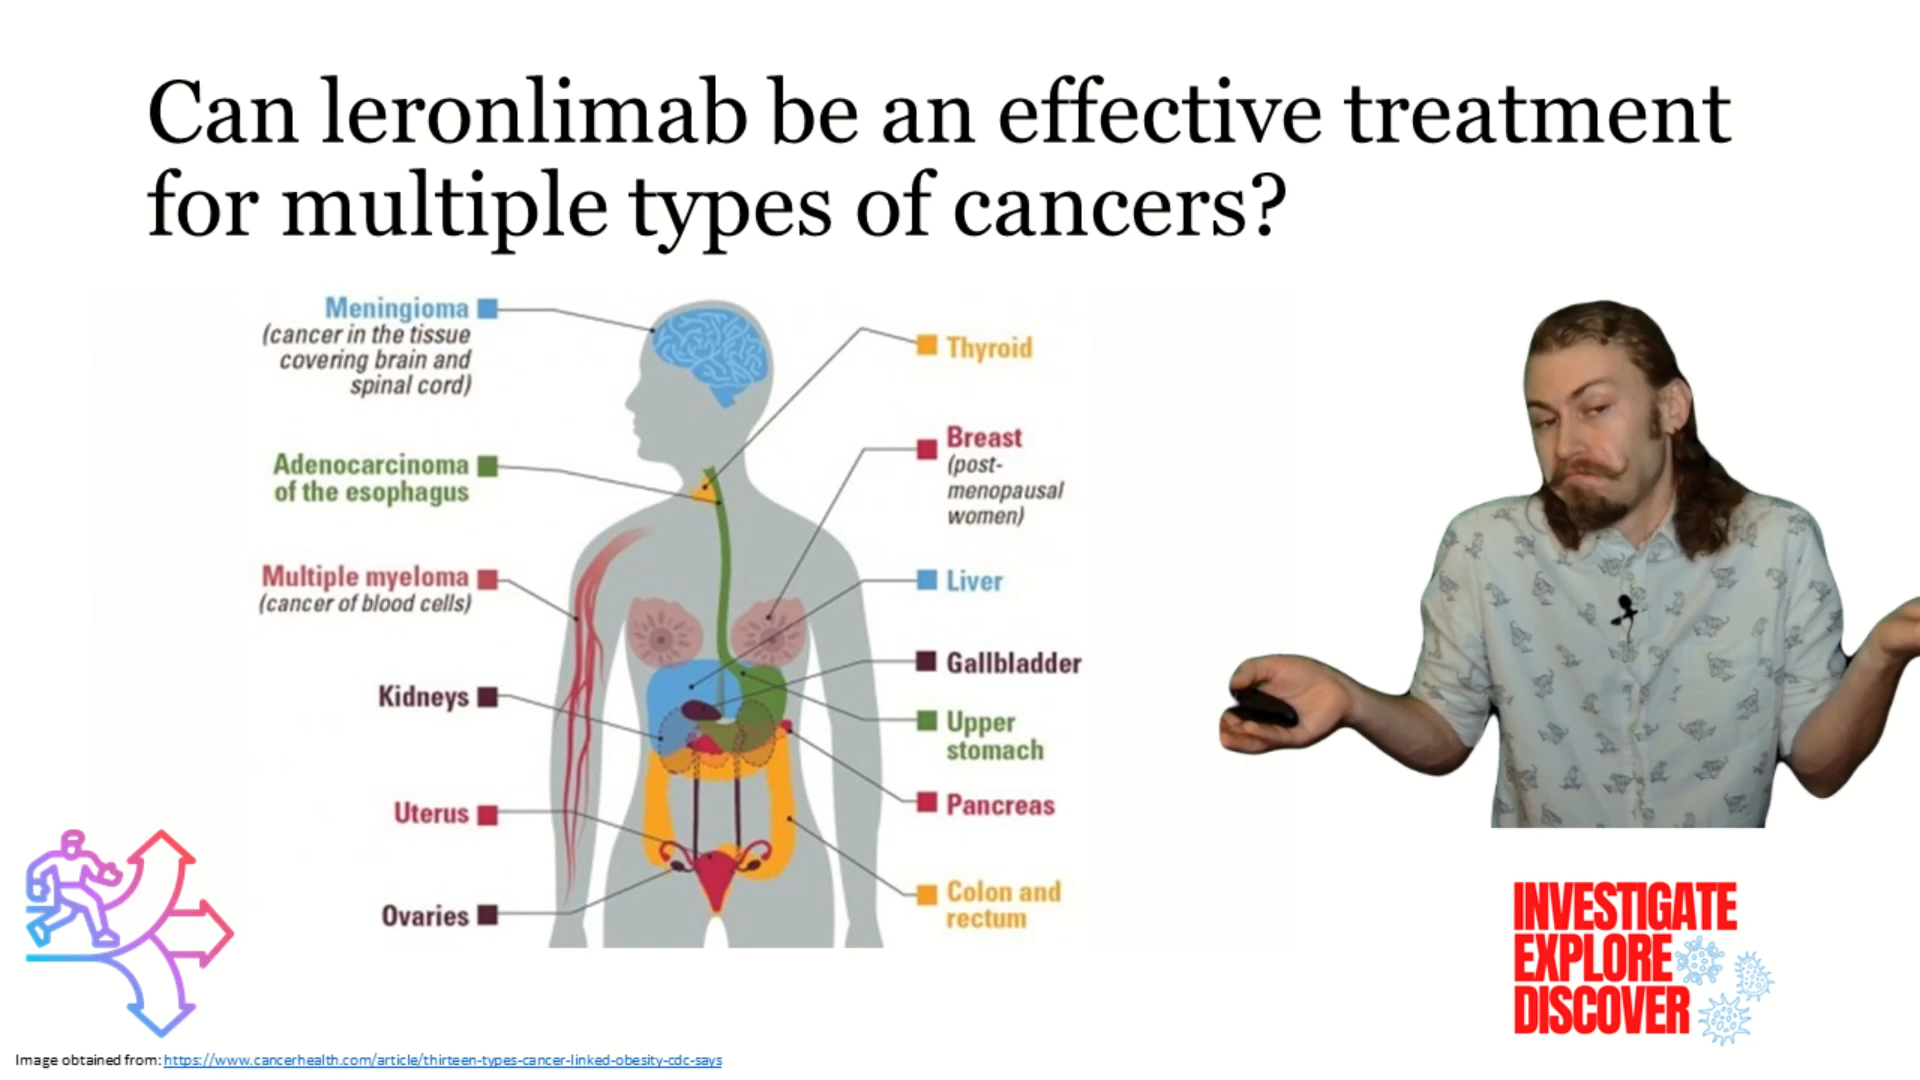 Can leronlimab be an effective treatment
for multiple types of cancers?
Meningioma
(cancer in the tissue
covering brain and
spinal cord)
Adenocarcinoma
of the esophagus
Multiple myeloma
(cancer of blood cells)
Kidneys
Uterus
Ovaries
Thyroid
Breast
(post-
menopausal
women)
Liver
Gallbladder
Upper
stomach
Pancreas
Colon and
rectum
INVESTIGATE
EXPLORE
DISCOVER
Image obtained from: https://www.cancerhealth.com/article/thirteen-types-cancer-linked-obesity-cdc-says